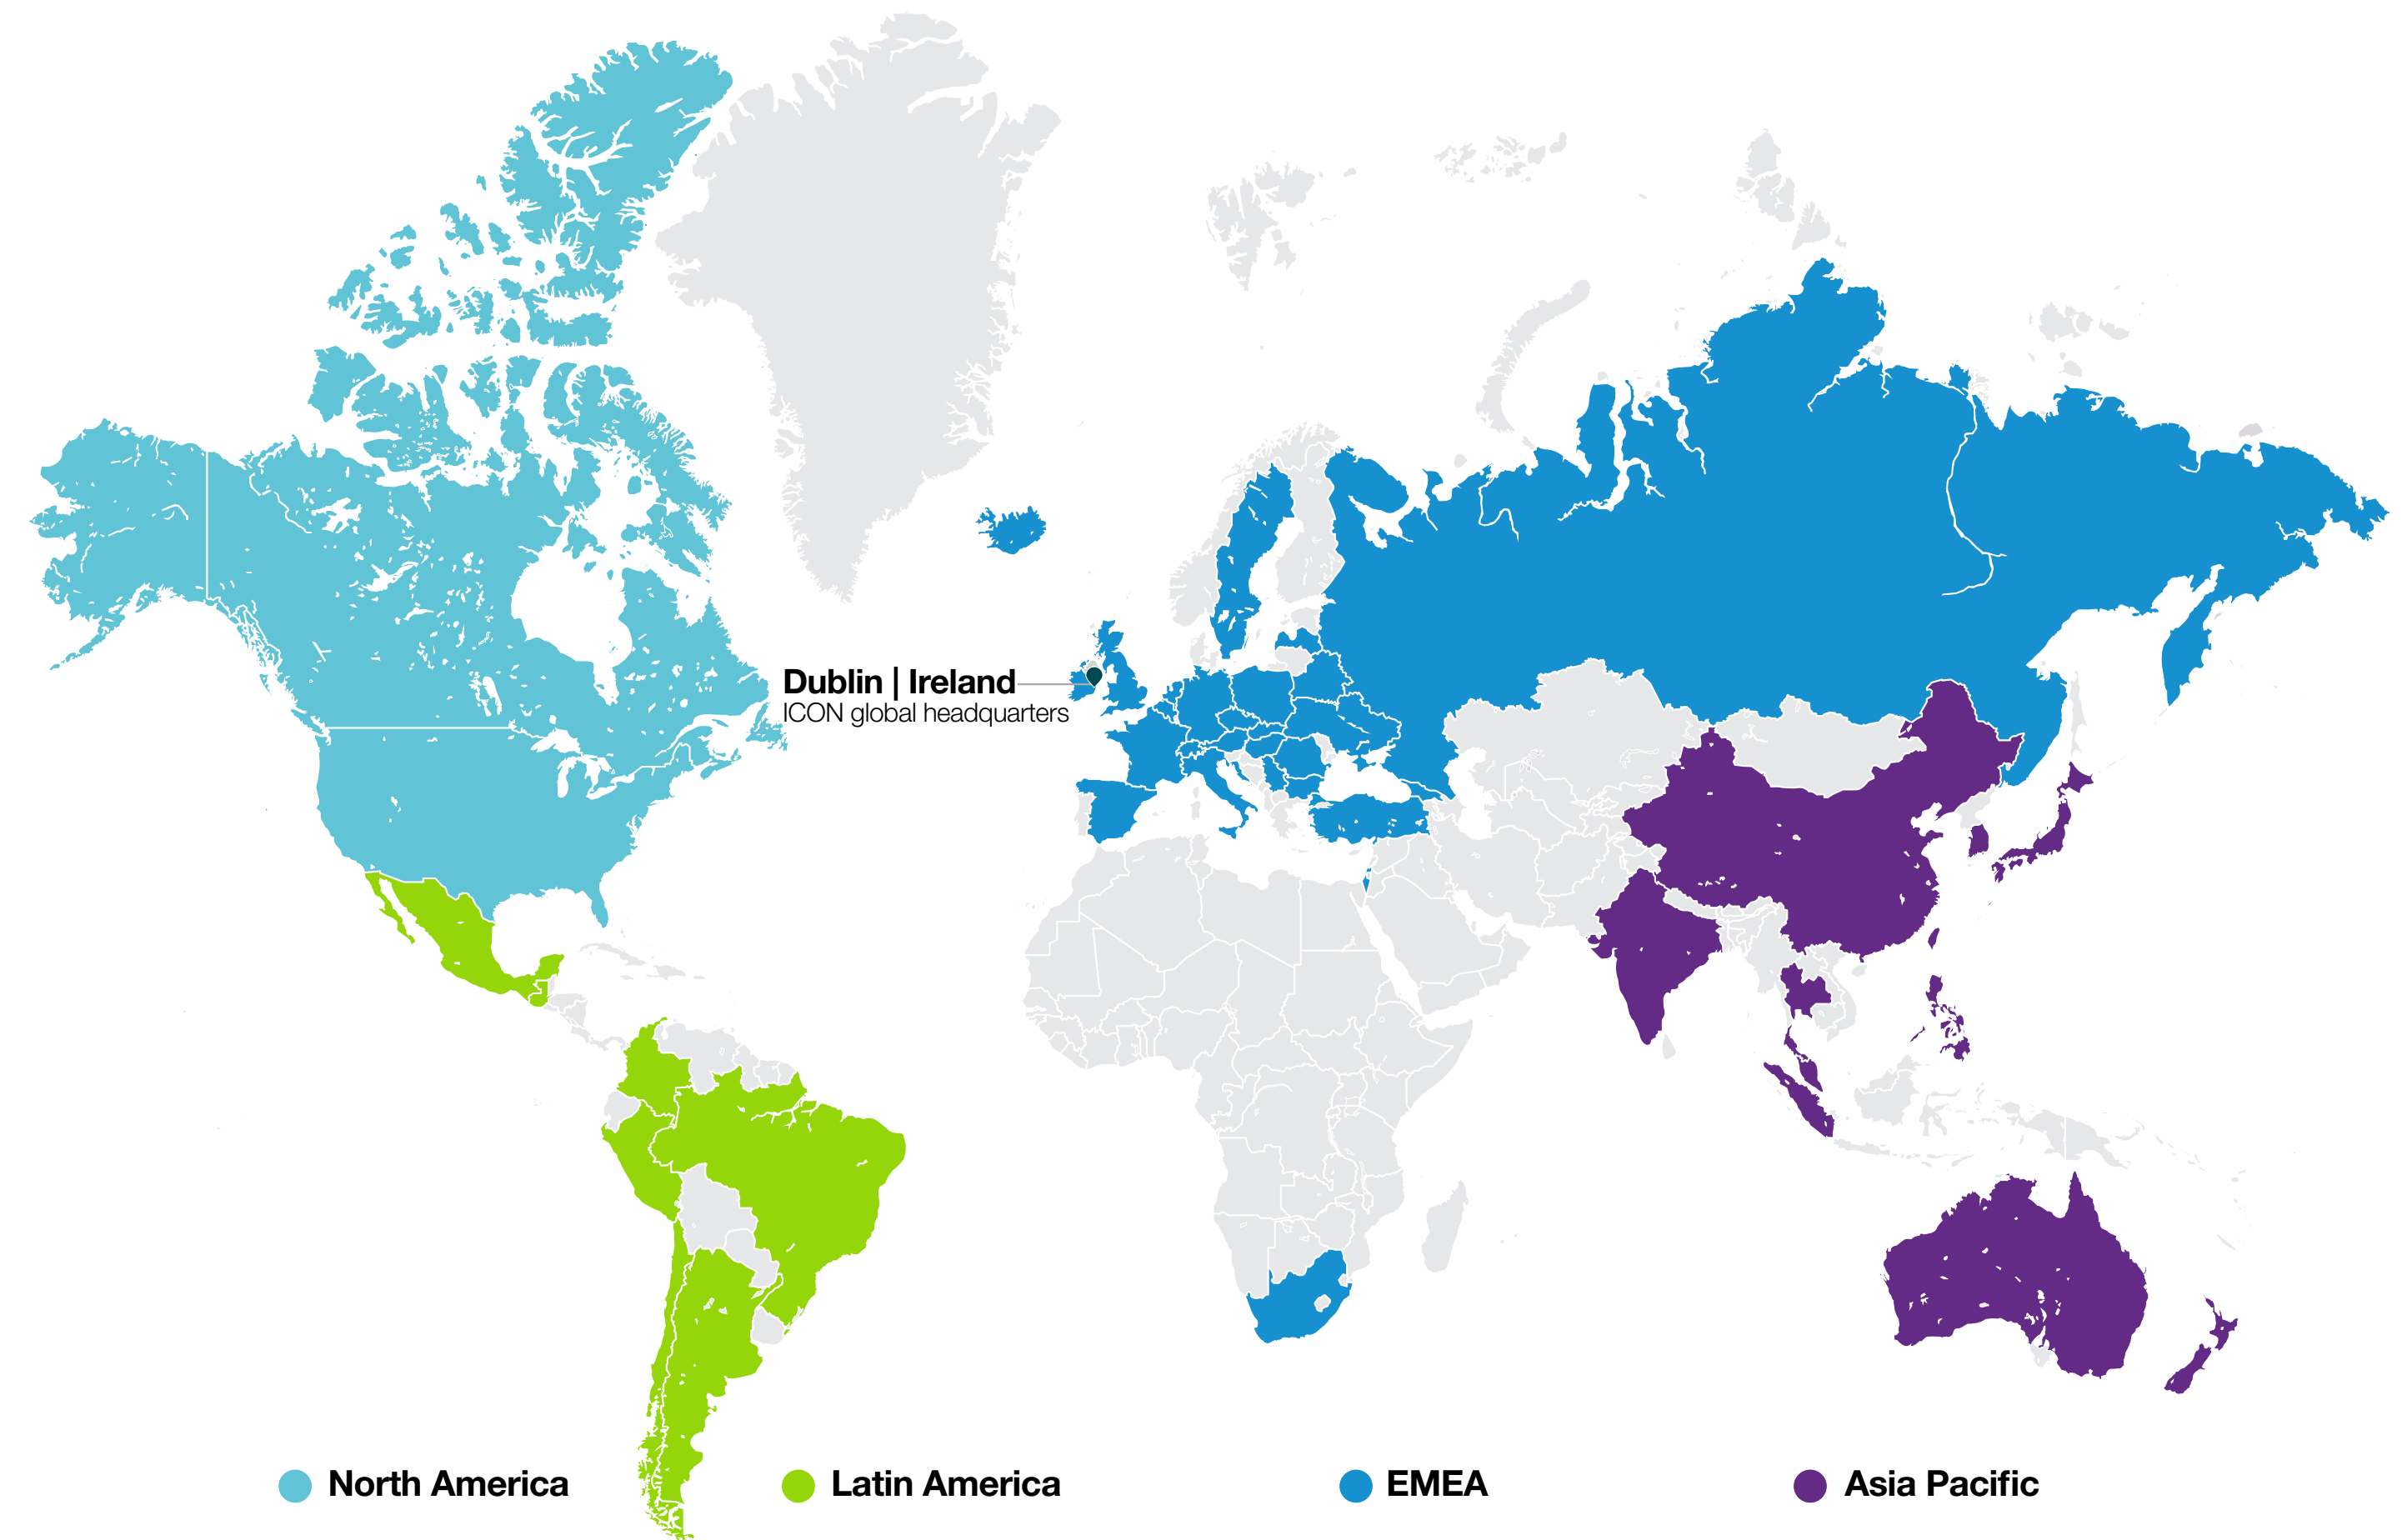 Dublin | Ireland
ICON global headquarters
North America
Latin America
EMEA
Asia Pacific